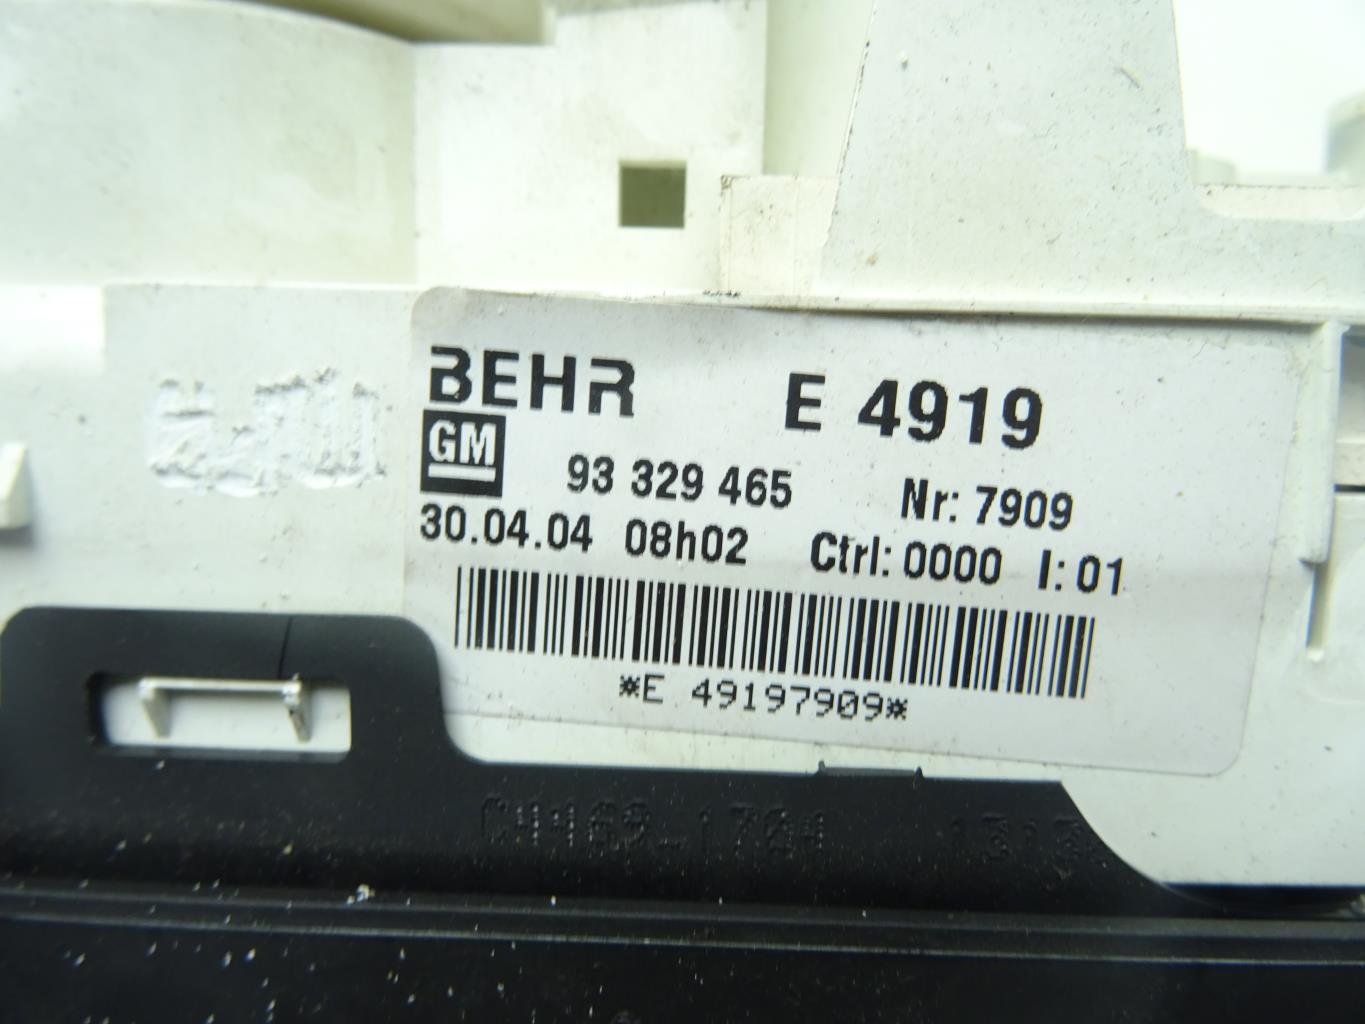 BEHR E 4919
GM 93 329 465 Nr: 7909
30.04.04 08h02 Ctrl: 0000 I: 01
*E 49197909*